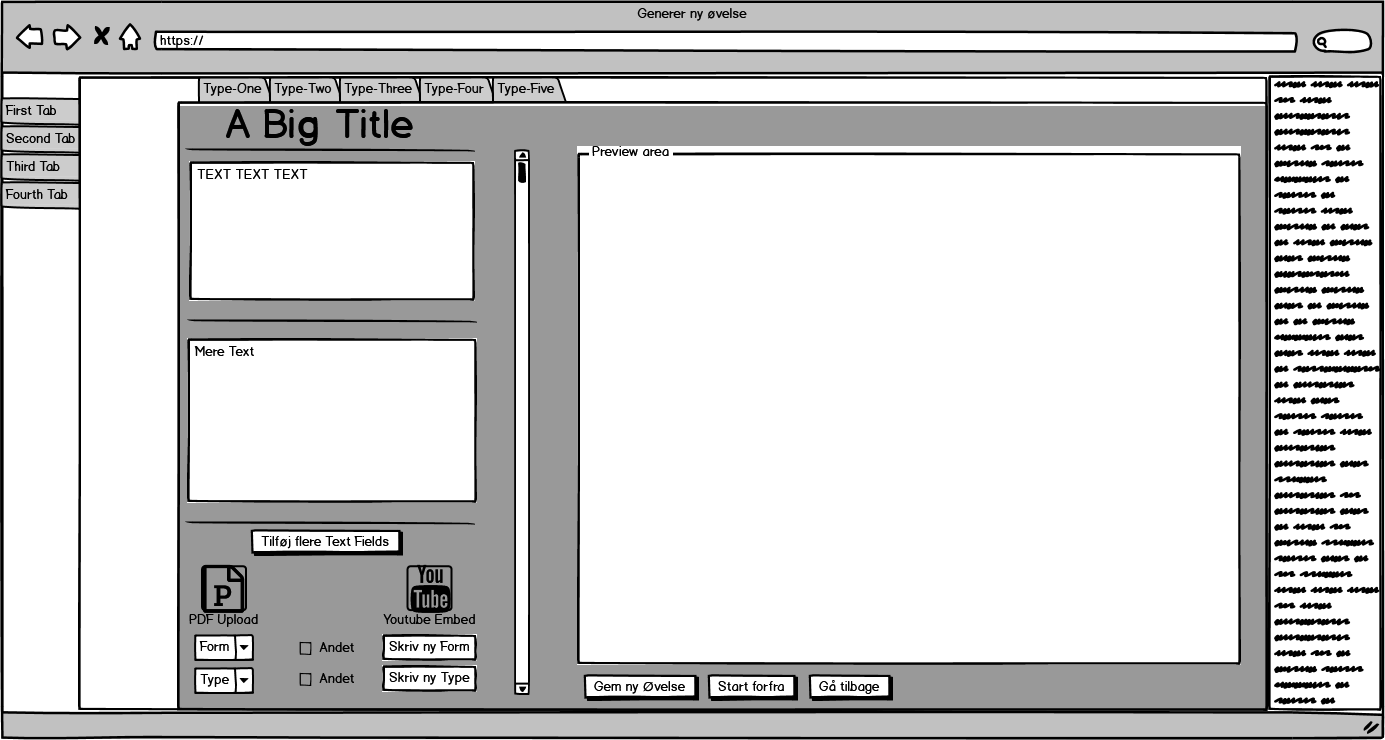 Generer ny øvelse
https://
Type-One
Type-Two
Type-Three
Type-Four
Type-Five
First Tab
Second Tab
Third Tab
Fourth Tab
A Big Title
TEXT TEXT TEXT
Mere Text
Tilføj flere Text Fields
P
PDF Upload
You
Tube
Youtube Embed
Form
Andet
Skriv ny Form
Type
Andet
Skriv ny Type
Preview area
Gem ny Øvelse
Start forfra
Gå tilbage